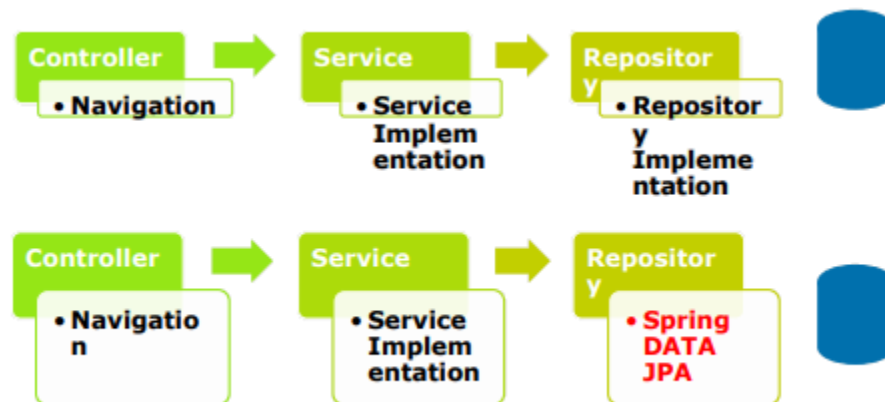 Controller
Service
Repositor
y
• Navigation
• Service
Implem
entation
• Repositor
y
Impleme
ntation
Controller
Service
Repositor
y
• Navigatio
n
• Service
Implem
entation
• Spring
DATA
JPA